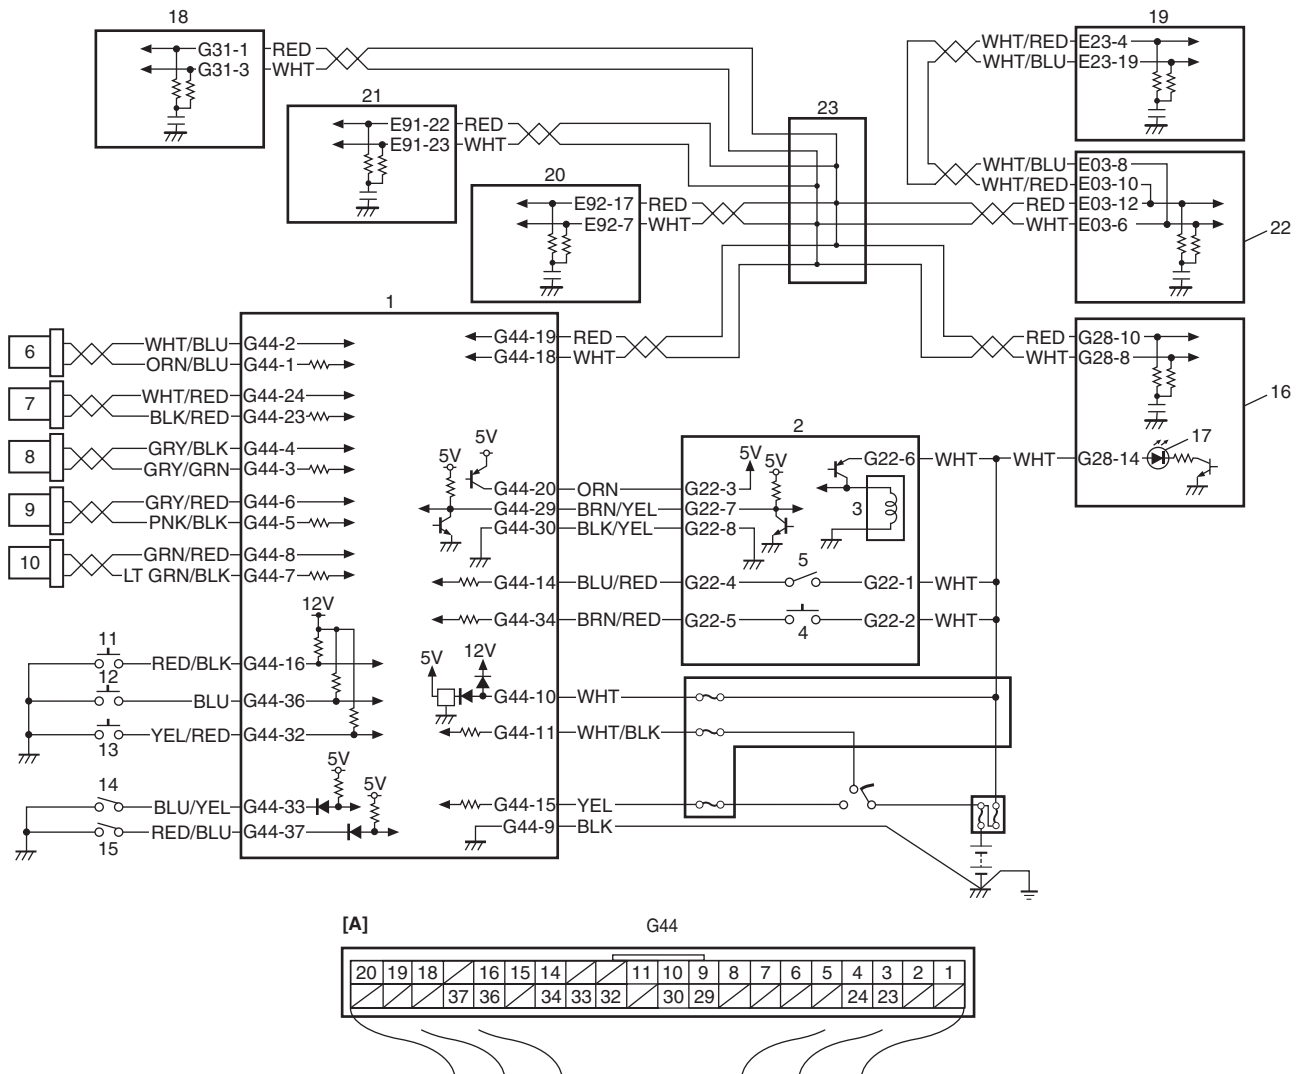 18
G31-1 RED
G31-3 WHT
19
WHT/RED E23-4
WHT/BLU E23-19
21
E91-22 RED
E91-23 WHT
23
20
E92-17 RED
E92-7 WHT
WHT/BLU E03-8
WHT/RED E03-10
RED E03-12
WHT E03-6
22
1
6
WHT/BLU G44-2
ORN/BLU G44-1
7
WHT/RED G44-24
BLK/RED G44-23
8
GRY/BLK G44-4
GRY/GRN G44-3
9
GRY/RED G44-6
PNK/BLK G44-5
10
GRN/RED G44-8
LT GRN/BLK G44-7
12V
11
RED/BLK G44-16
12
BLU G44-36
YEL/RED G44-32
13
5V
14
BLU/YEL G44-33
5V
RED/BLU G44-37
15
G44-19 RED
G44-18 WHT
5V
5V
G44-20 ORN
G44-29 BRN/YEL
G44-30 BLK/YEL
G44-14 BLU/RED
G44-34 BRN/RED
5V
12V
G44-10 WHT
G44-11 WHT/BLK
G44-15 YEL
G44-9 BLK
2
5V
5V
G22-3
G22-7
G22-8
G22-6 WHT
3
5
G22-4
G22-1 WHT
G22-5
4
G22-2 WHT
RED G28-10
WHT G28-8
16
17
WHT G28-14
[A]
G44
20 19 18 16 15 14 11 10 9 8 7 6 5 4 3 2 1
37 36 34 33 32 30 29 24 23